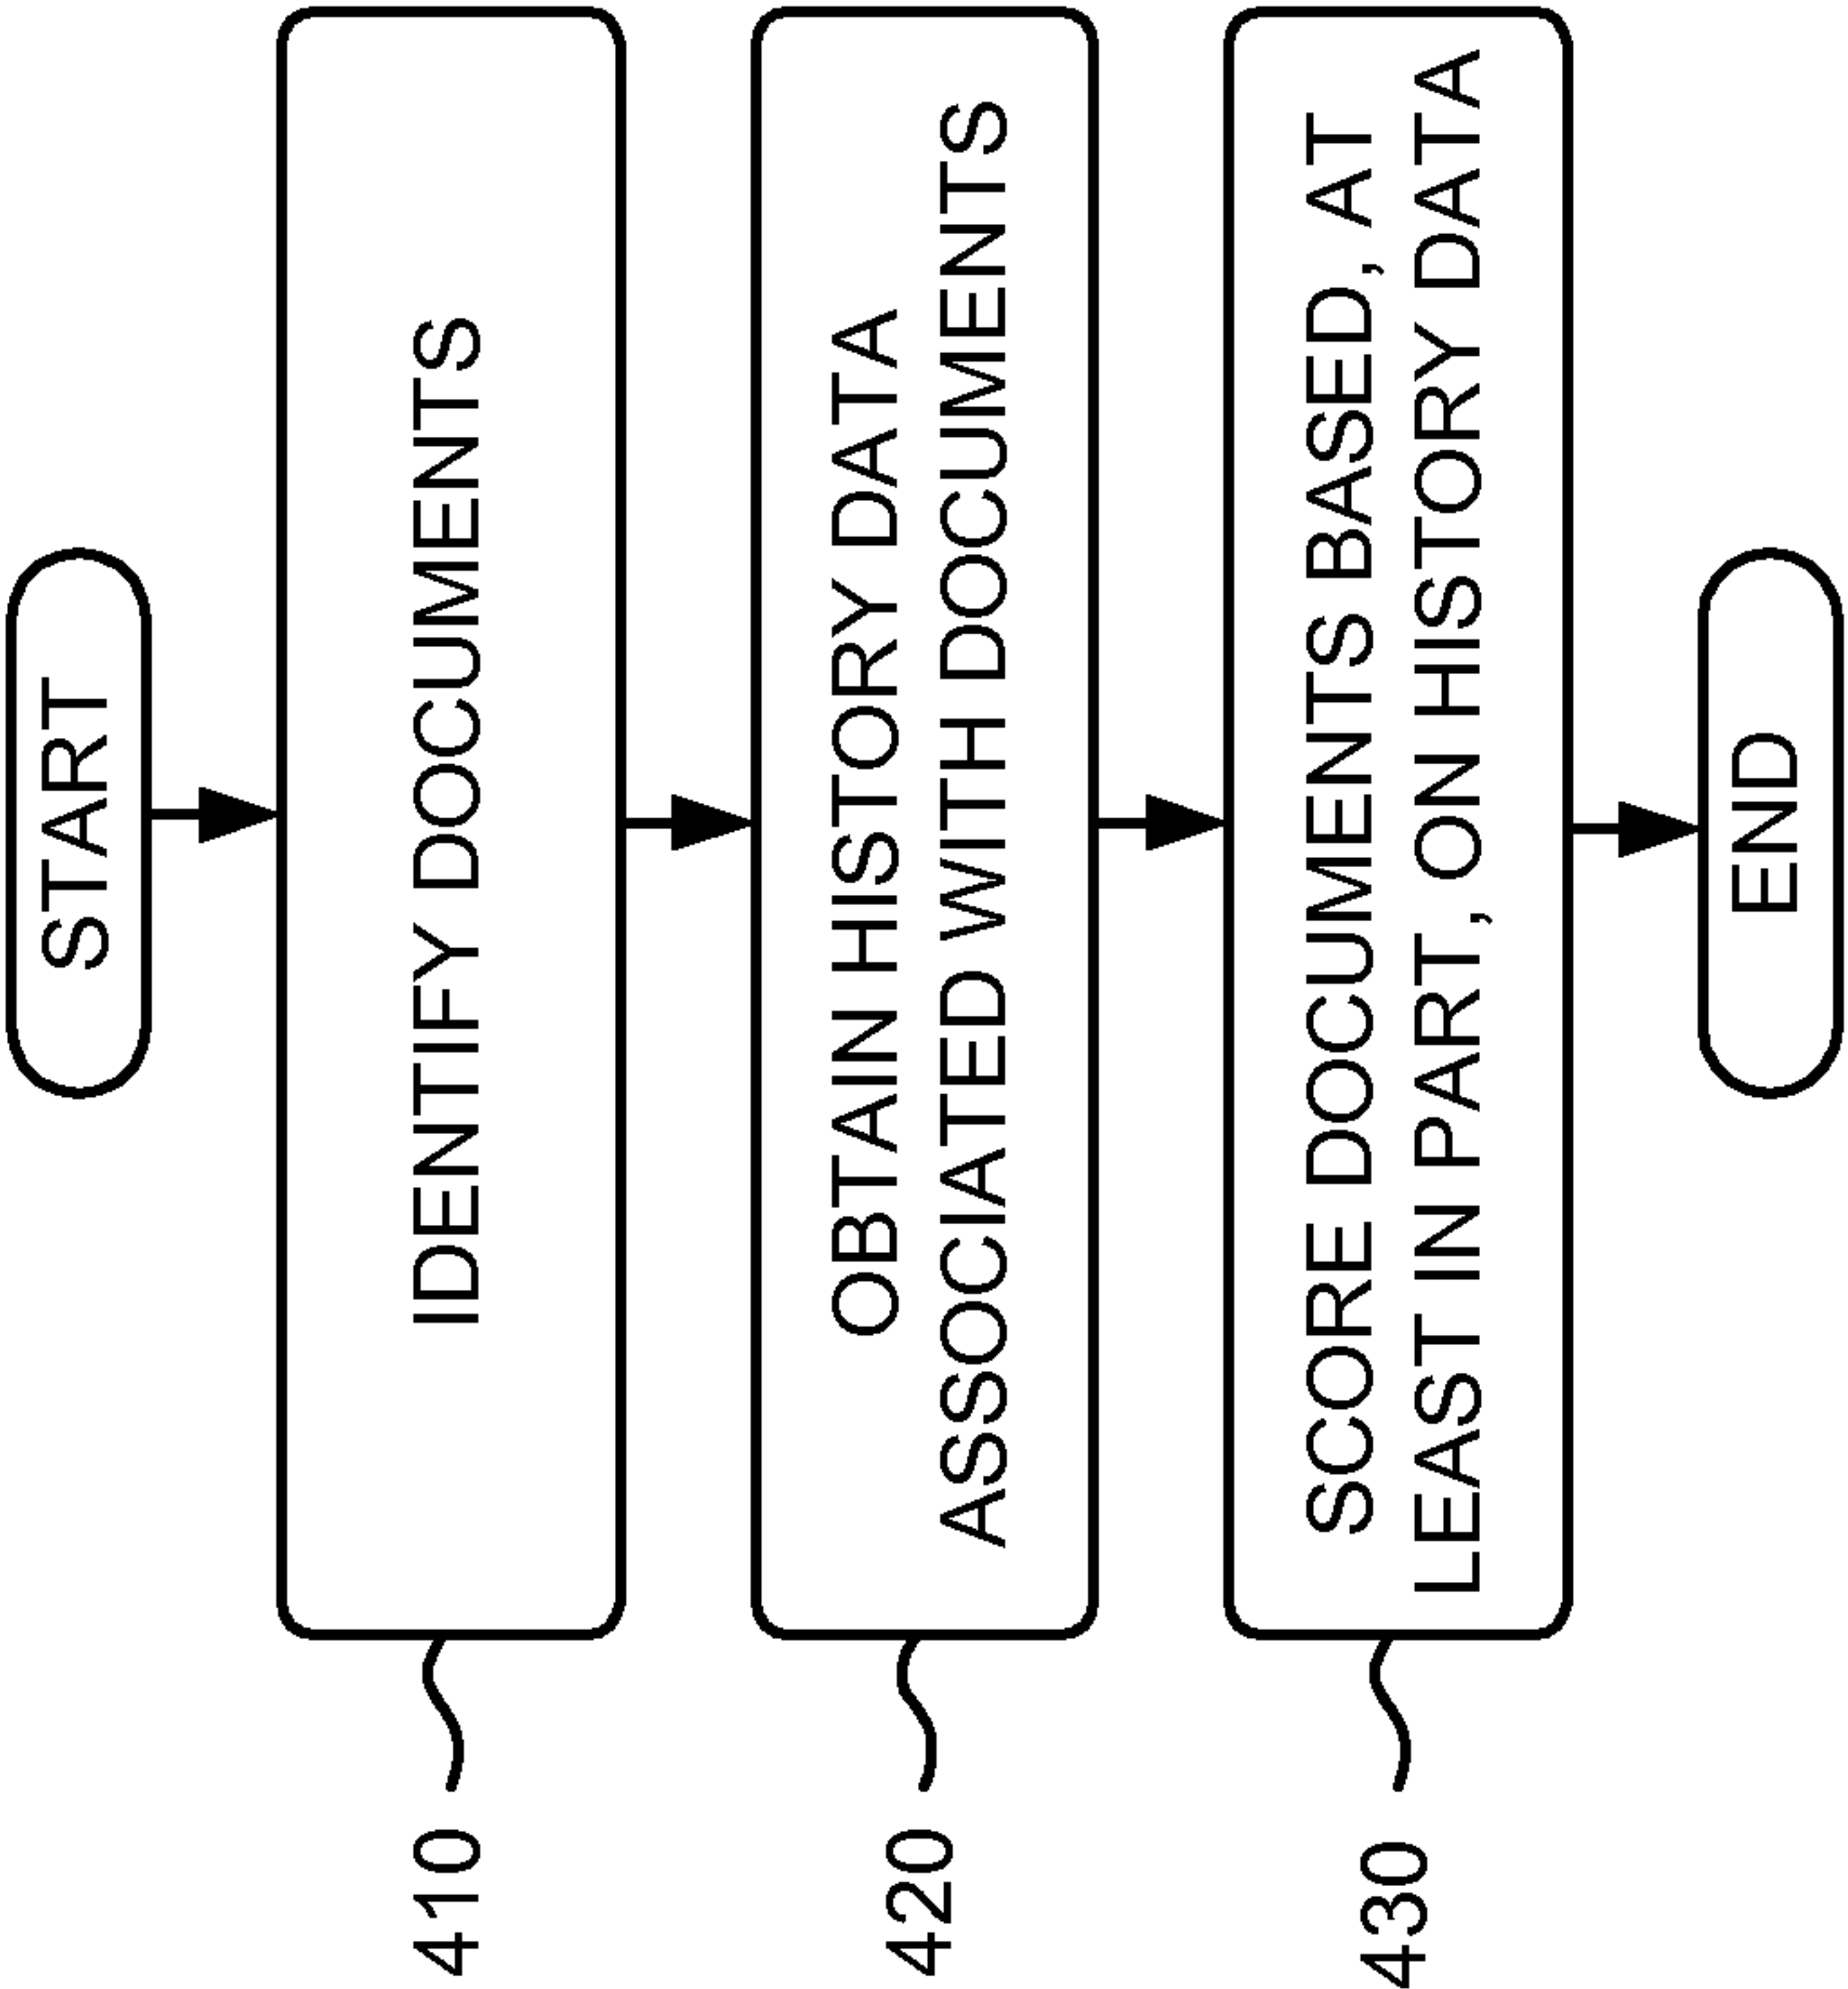 START
IDENTIFY DOCUMENTS
410
OBTAIN HISTORY DATA
ASSOCIATED WITH DOCUMENTS
420
SCORE DOCUMENTS BASED, AT
LEAST IN PART, ON HISTORY DATA
430
END